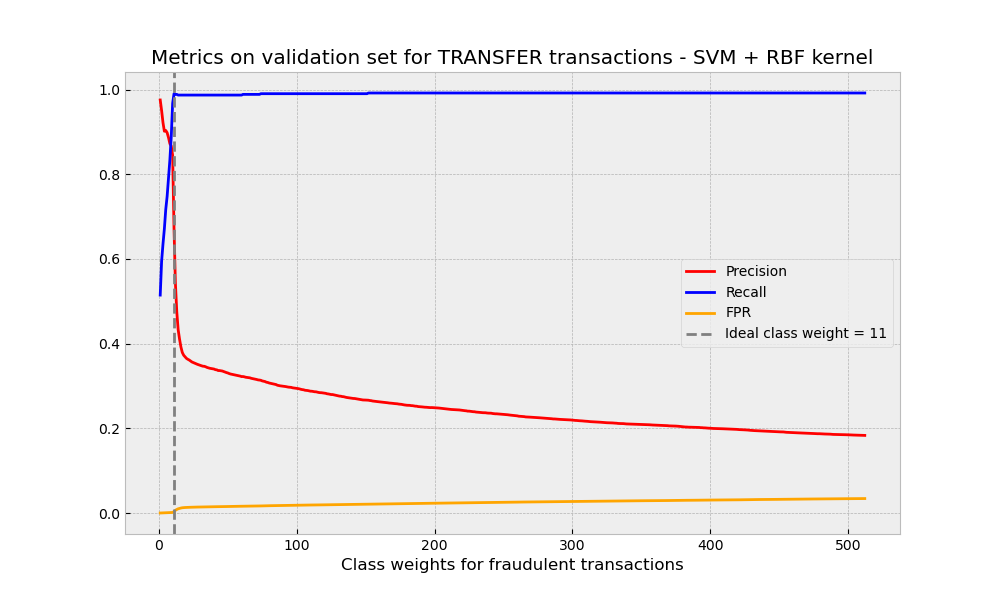 Metrics on validation set for TRANSFER transactions - SVM + RBF kernel
1.0
0.8
0.6
0.4
0.2
0.0
Precision
Recall
FPR
Ideal class weight = 11
0 100 200 300 400 500
Class weights for fraudulent transactions